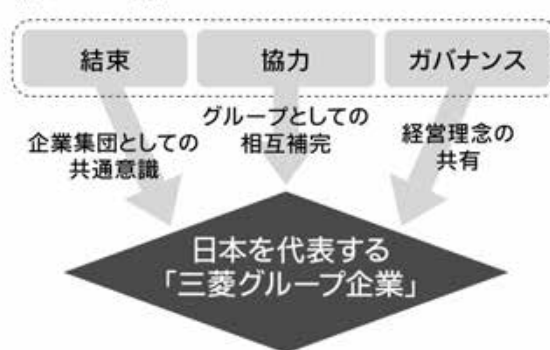 結束
協力
ガバナンス
企業集団としての
共通意識
グループとしての
相互補完
経営理念の
共有
日本を代表する
「三菱グループ企業」